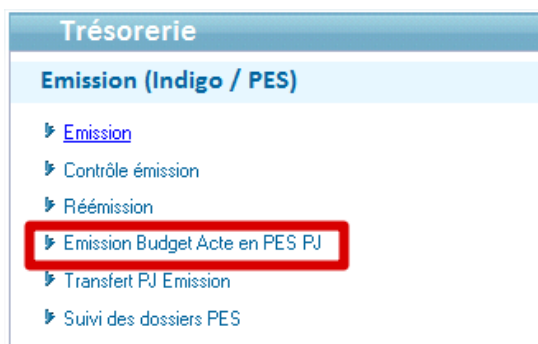 Trésorerie
Emission (Indigo / PES)
Emission
Contrôle émission
Réémission
Emission Budget Acte en PES PJ
Transfert PJ Emission
Suivi des dossiers PES